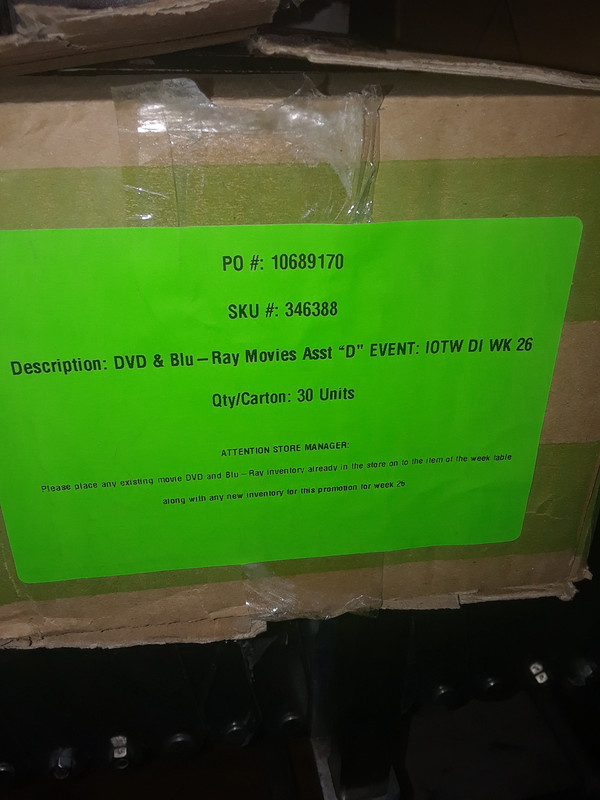 PO #: 10689170
SKU #: 346388
Description: DVD & Blu-Ray Movies Asst "D" EVENT: IOTW DI WK 26
Qty/Carton: 30 Units
ATTENTION STORE MANAGER:
Please place any existing movie DVD and Blu-Ray inventory already in the store on to the item of the week table
along with any new inventory for this promotion for week 26